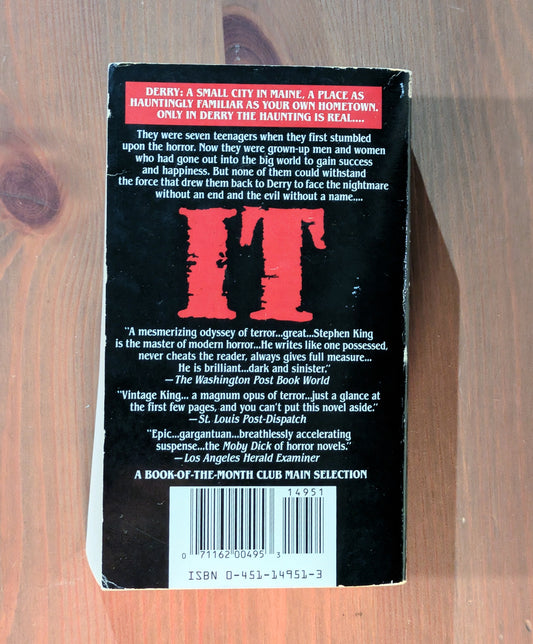 DERRY: A SMALL CITY IN MAINE, A PLACE AS
HAUNTINGLY FAMILIAR AS YOUR OWN HOMETOWN.
ONLY IN DERRY THE HAUNTING IS REAL....
They were seven teenagers when they first stumbled
upon the horror. Now they were grown-up men and women
who had gone out into the big world to gain success
and happiness. But none of them could withstand
the force that drew them back to Derry to face the nightmare
without an end and the evil without a name....
IT
"A mesmerizing odyssey of terror...great...Stephen King
is the master of modern horror...He writes like one possessed,
never cheats the reader, always gives full measure...
He is brilliant...dark and sinister."
—The Washington Post Book World
"Vintage King... a magnum opus of terror...just a glance at
the first few pages, and you can't put this novel aside."
—St. Louis Post-Dispatch
"Epic...gargantuan...breathlessly accelerating
suspense...the Moby Dick of horror novels."
—Los Angeles Herald Examiner
A BOOK-OF-THE-MONTH CLUB MAIN SELECTION
14951
0 71162 00495 3
ISBN 0-451-14951-3